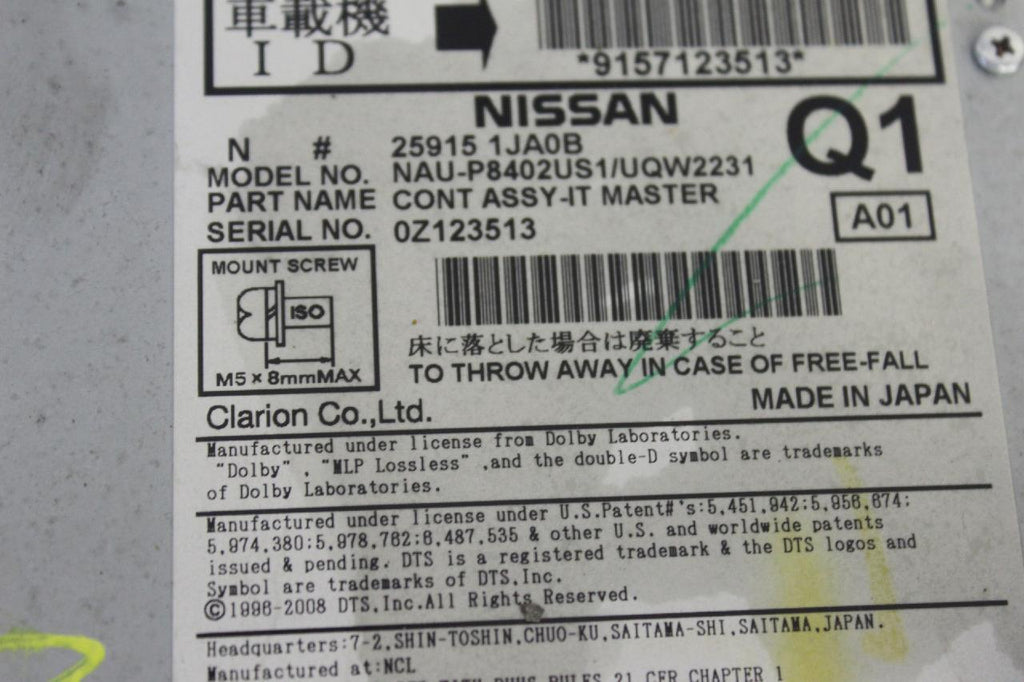 車載機
ID
*9157123513*
NISSAN
Q1
N # 25915 1JA0B
MODEL NO. NAU-P8402US1/UQW2231
PART NAME CONT ASSY-IT MASTER
SERIAL NO. 0Z123513
A01
MOUNT SCREW
ISO
M5×8mmMAX
床に落とした場合は廃棄すること
TO THROW AWAY IN CASE OF FREE-FALL
MADE IN JAPAN
Clarion Co.,Ltd.
Manufactured under license from Dolby Laboratories.
"Dolby" , "MLP Lossless" ,and the double-D symbol are trademarks
of Dolby Laboratories.
Manufactured under license under U.S.Patent#'s:5,451,942;5,956,674;
5,974,380;5,978,762;6,487,535 & other U.S. and worldwide patents
issued & pending. DTS is a registered trademark & the DTS logos and
Symbol are trademarks of DTS,Inc.
©1996-2008 DTS,Inc.All Rights Reserved.
Headquarters:7-2,SHIN-TOSHIN,CHUO-KU,SAITAMA-SHI,SAITAMA,JAPAN.
Manufactured at:NCL
RULES 21 CFR CHAPTER 1